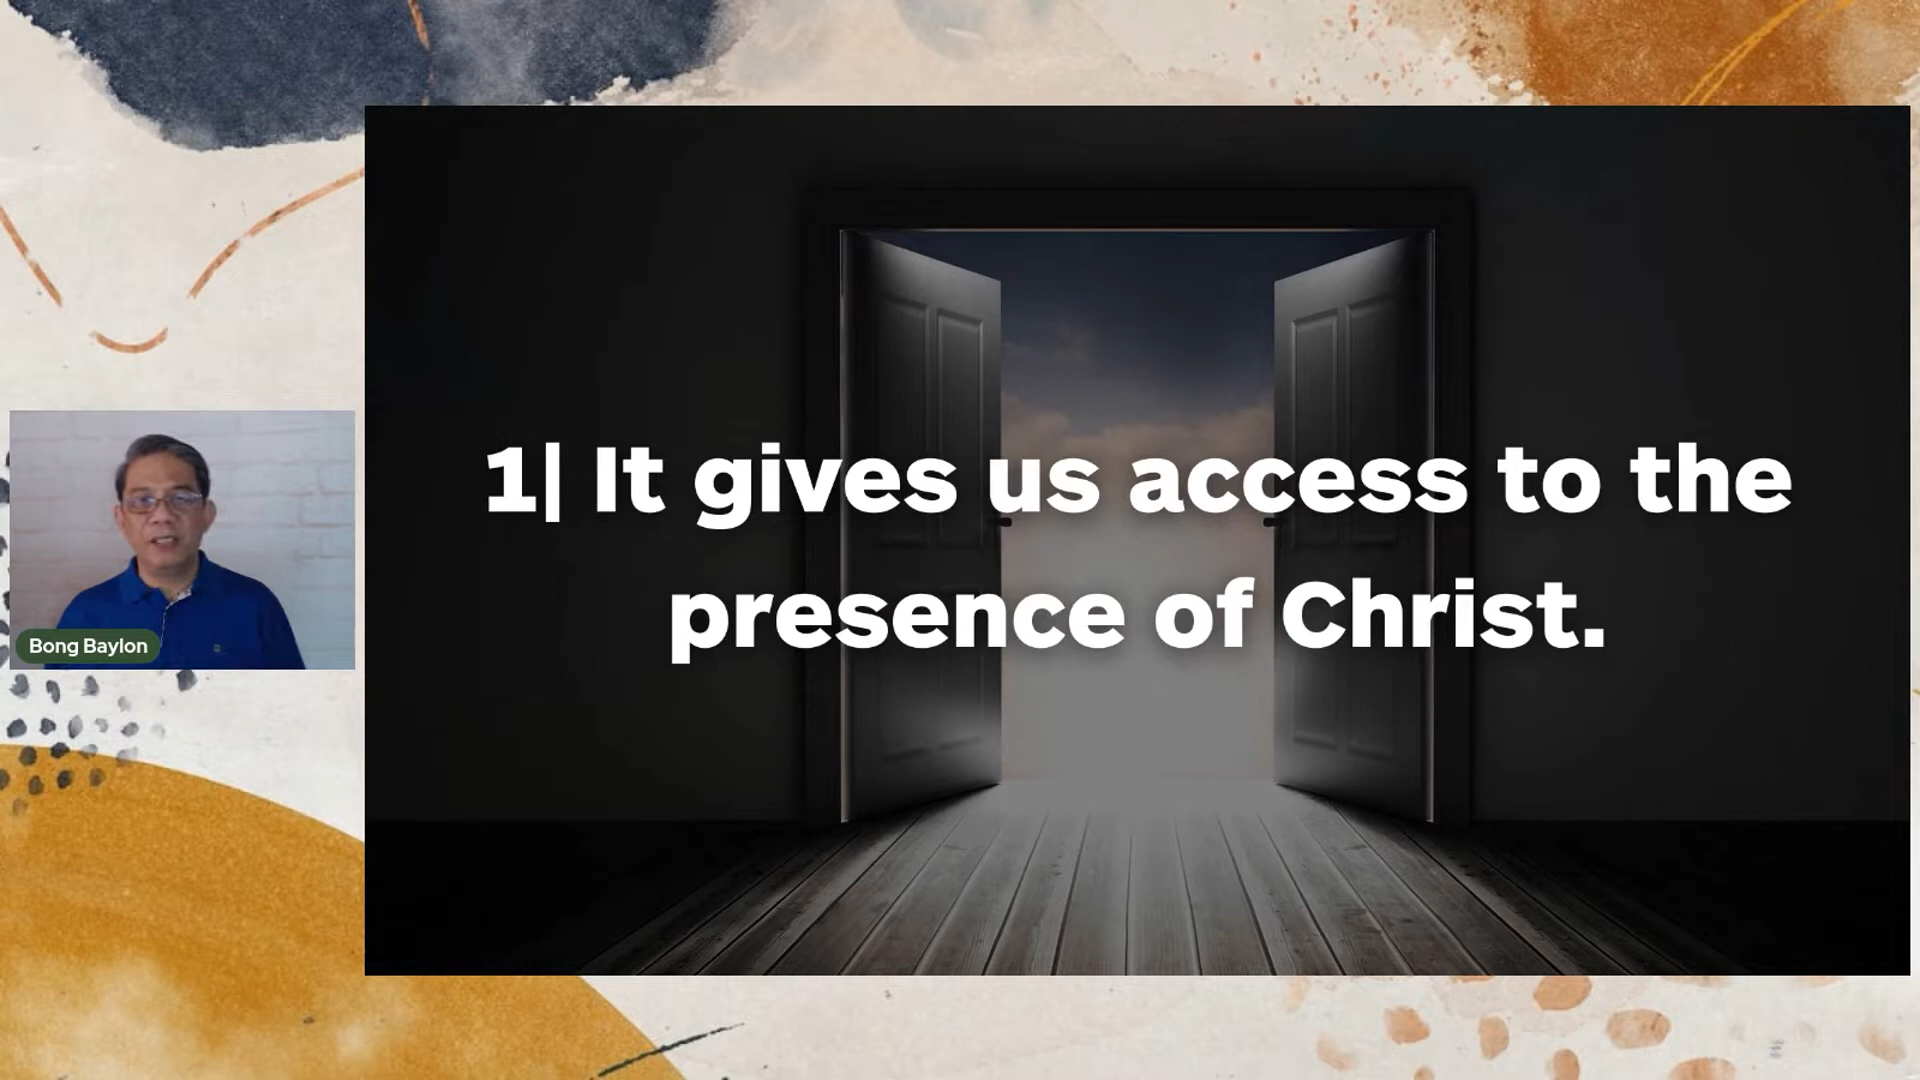 1| It gives us access to the
presence of Christ.
Bong Baylon